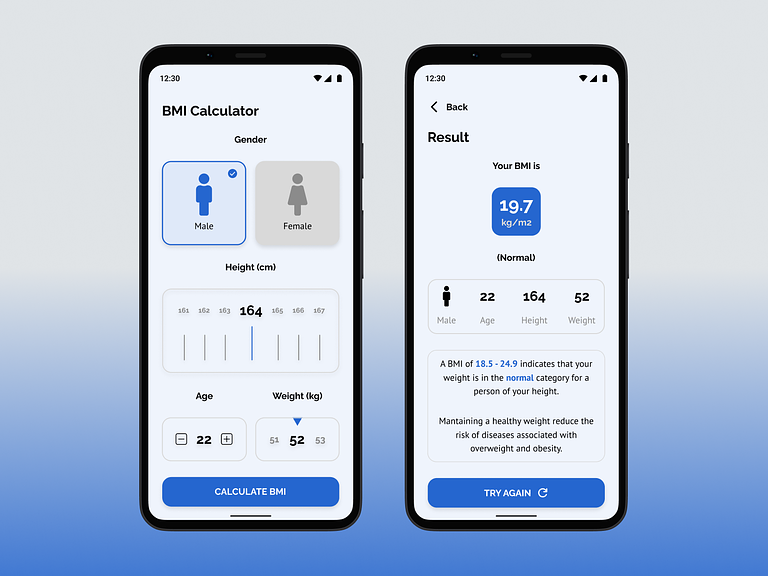 12:30
BMI Calculator
Gender
Male
Female
Height (cm)
161 162 163 164 165 166 167
Age
Weight (kg)
22
51 52 53
CALCULATE BMI
12:30
Back
Result
Your BMI is
19.7
kg/m2
(Normal)
22 164 52
Male Age Height Weight
A BMI of 18.5 - 24.9 indicates that your
weight is in the normal category for a
person of your height.
Mantaining a healthy weight reduce the
risk of diseases associated with
overweight and obesity.
TRY AGAIN